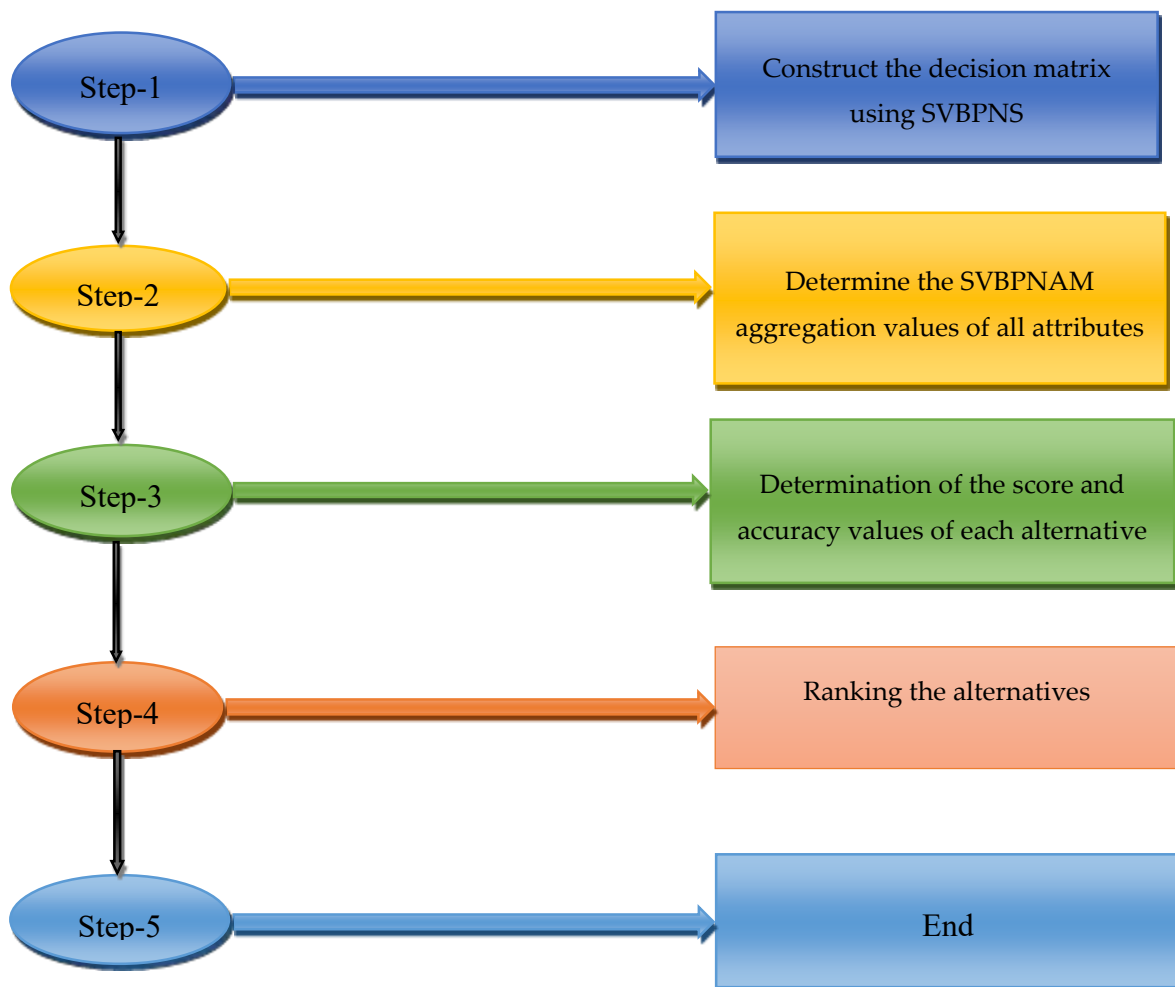 Step-1
Construct the decision matrix
using SVBPNS
Step-2
Determine the SVBPNAM
aggregation values of all attributes
Step-3
Determination of the score and
accuracy values of each alternative
Step-4
Ranking the alternatives
Step-5
End